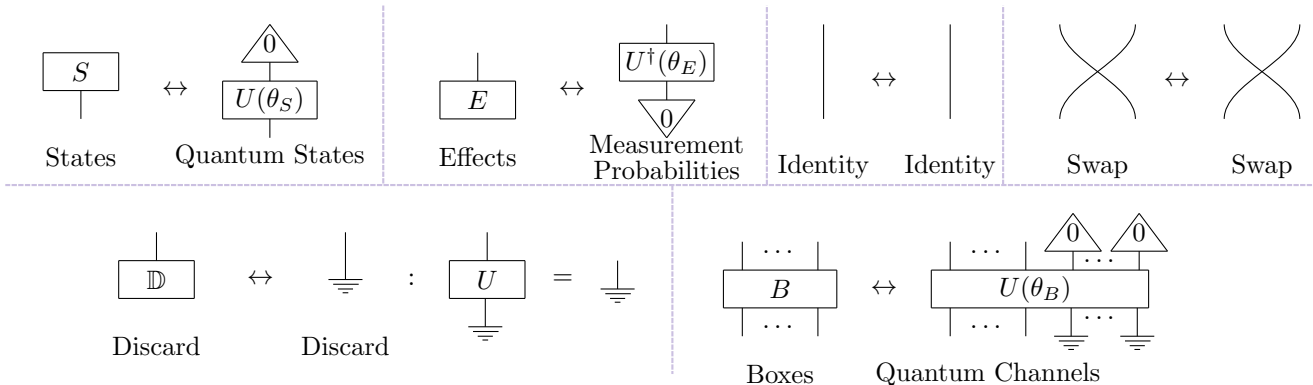 S ↔ 0 U(θ_S)
States Quantum States
E ↔ U†(θ_E) 0
Effects Measurement Probabilities
↔
Identity Identity
↔
Swap Swap
𝔻 ↔ : U =
Discard Discard
... B ... ↔ ... 0 ... 0 U(θ_B) ... ...
Boxes Quantum Channels